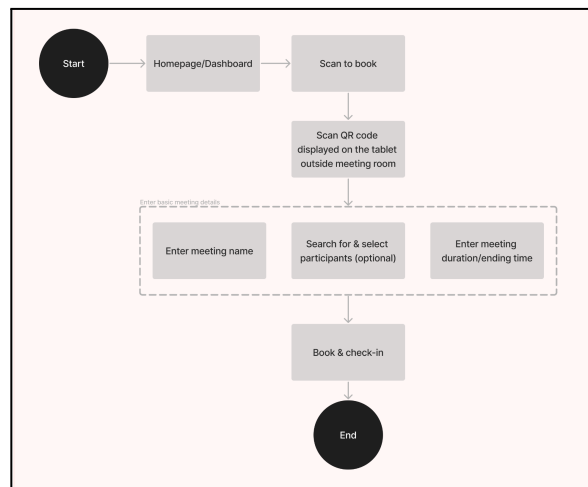 Start
Homepage/Dashboard
Scan to book
Scan QR code
displayed on the tablet
outside meeting room
Enter basic meeting details
Enter meeting name
Search for & select
participants (optional)
Enter meeting
duration/ending time
Book & check-in
End